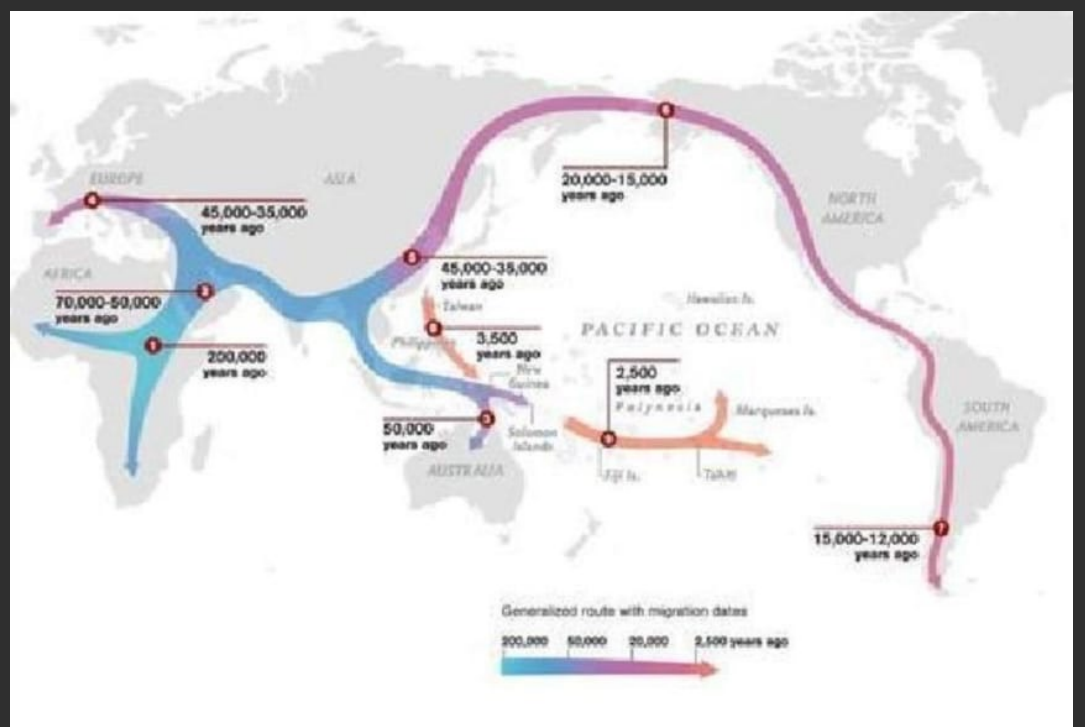 EUROPE
ASIA
4
45,000-35,000
years ago
20,000-15,000
years ago
NORTH
AMERICA
AFRICA
70,000-50,000
years ago
45,000-35,000
years ago
1
200,000
years ago
Taiwan
Philippines
3,500
years ago
Hawaiian Is.
PACIFIC OCEAN
New
Guinea
2,500
years ago
Polynesia
Marquesas Is.
50,000
years ago
Solomon
Islands
AUSTRALIA
Fiji Is.
Tahiti
SOUTH
AMERICA
7
15,000-12,000
years ago
Generalized route with migration dates
200,000 50,000 20,000 2,500 years ago